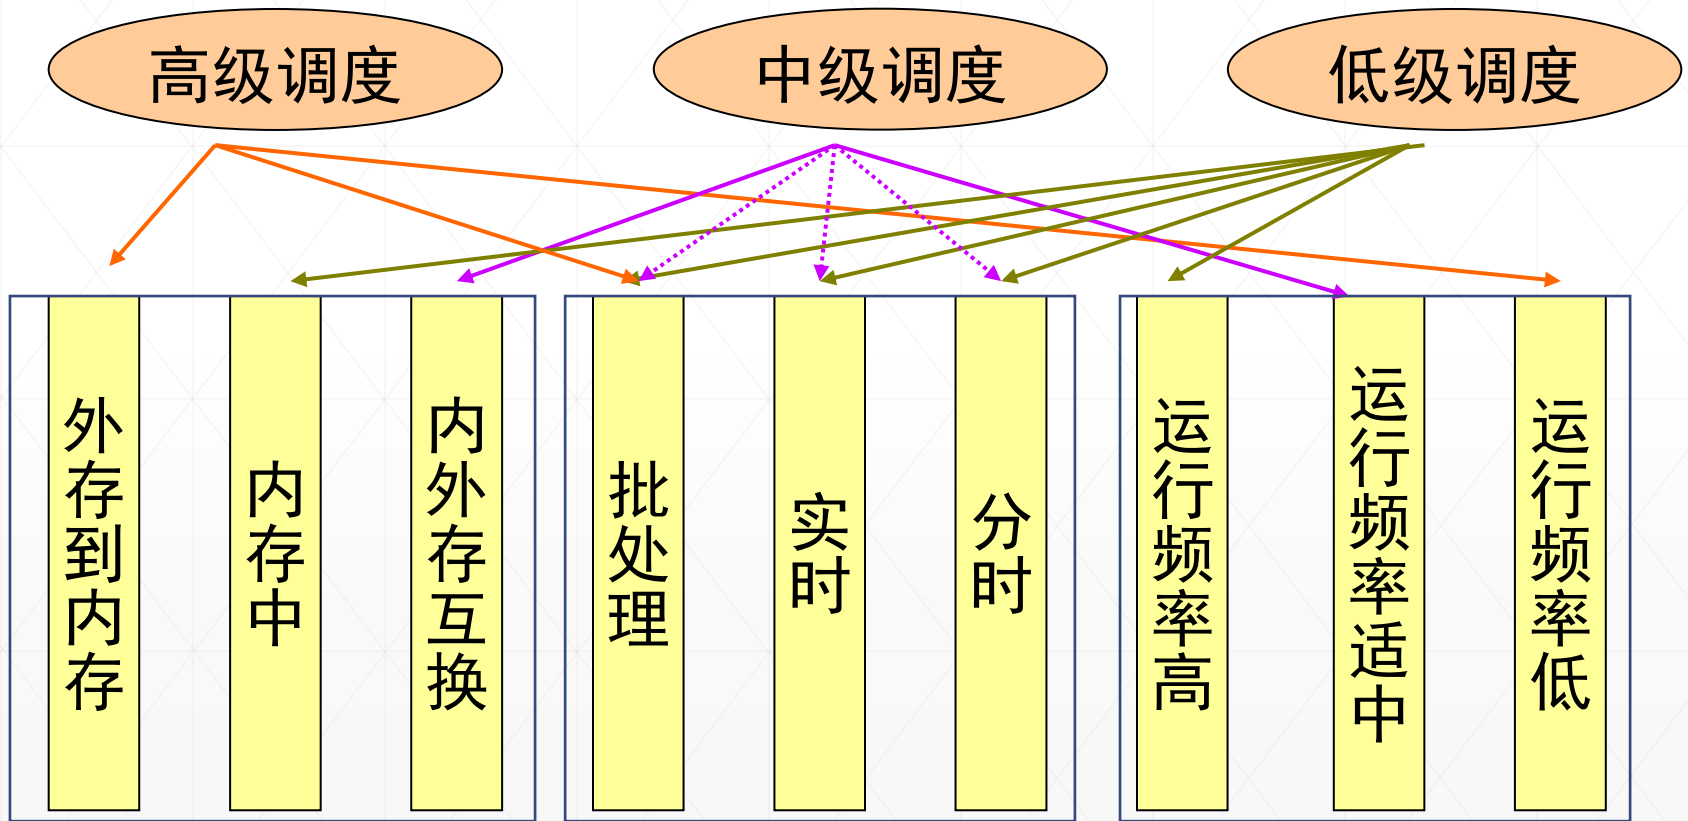 高级调度
中级调度
低级调度
外存到内存
内存中
内外存互换
批处理
实时
分时
运行频率高
运行频率适中
运行频率低